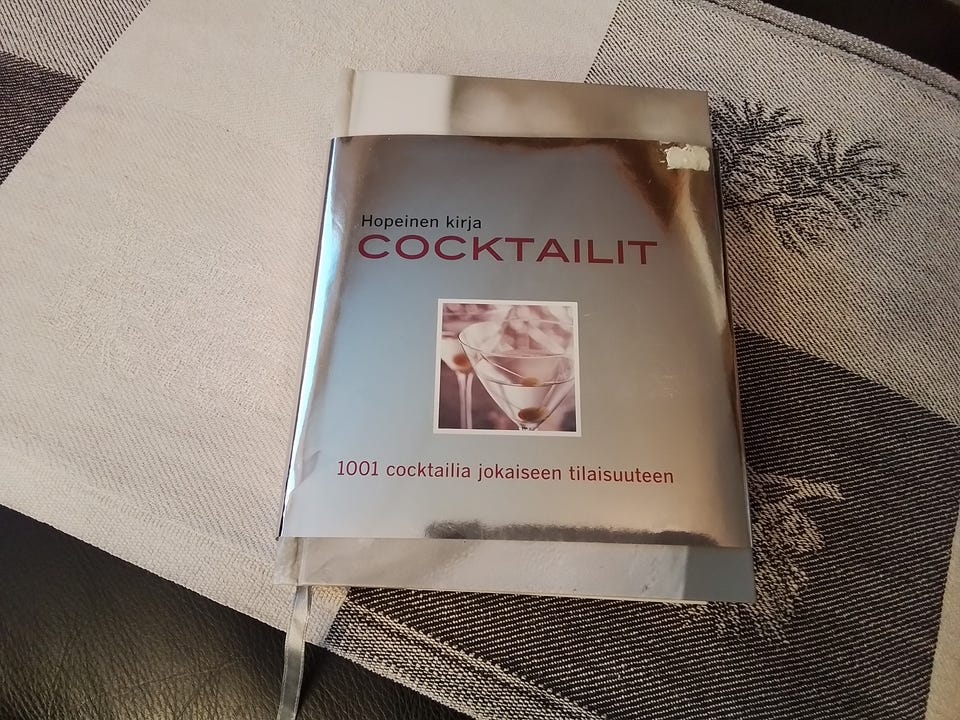 Hopeinen kirja
COCKTAILIT
1001 cocktailia jokaiseen tilaisuuteen